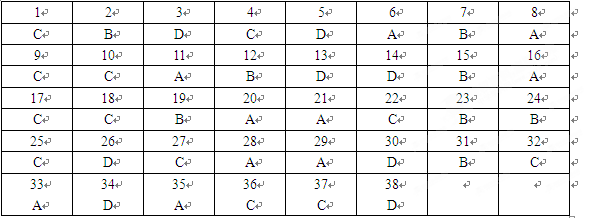 1 2 3 4 5 6 7 8
C B D C D A B A
9 10 11 12 13 14 15 16
C C A B D D B A
17 18 19 20 21 22 23 24
C C B A A C B B
25 26 27 28 29 30 31 32
C D C A A D B C
33 34 35 36 37 38
A D A C C D